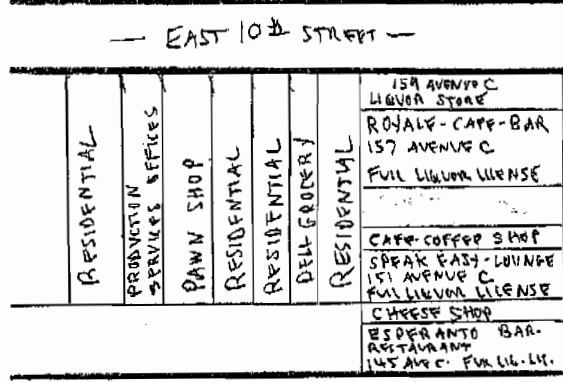 — EAST 10th STREET —
RESIDENTIAL
PRODUCTION
SERVICES OFFICES
PAWN SHOP
RESIDENTIAL
RESIDENTIAL
DELI-GROCERY
RESIDENTIAL
159 AVENUE C
LIQUOR STORE
ROYALE-CAFE-BAR
157 AVENUE C
FULL LIQUOR LICENSE
CAFE-COFFEE SHOP
SPEAK EASY-LOUNGE
151 AVENUE C
FULL LIQUOR LICENSE
CHEESE SHOP
ESPERANTO BAR-
RESTAURANT
145 AVE C. FULL LIQ. LIC.